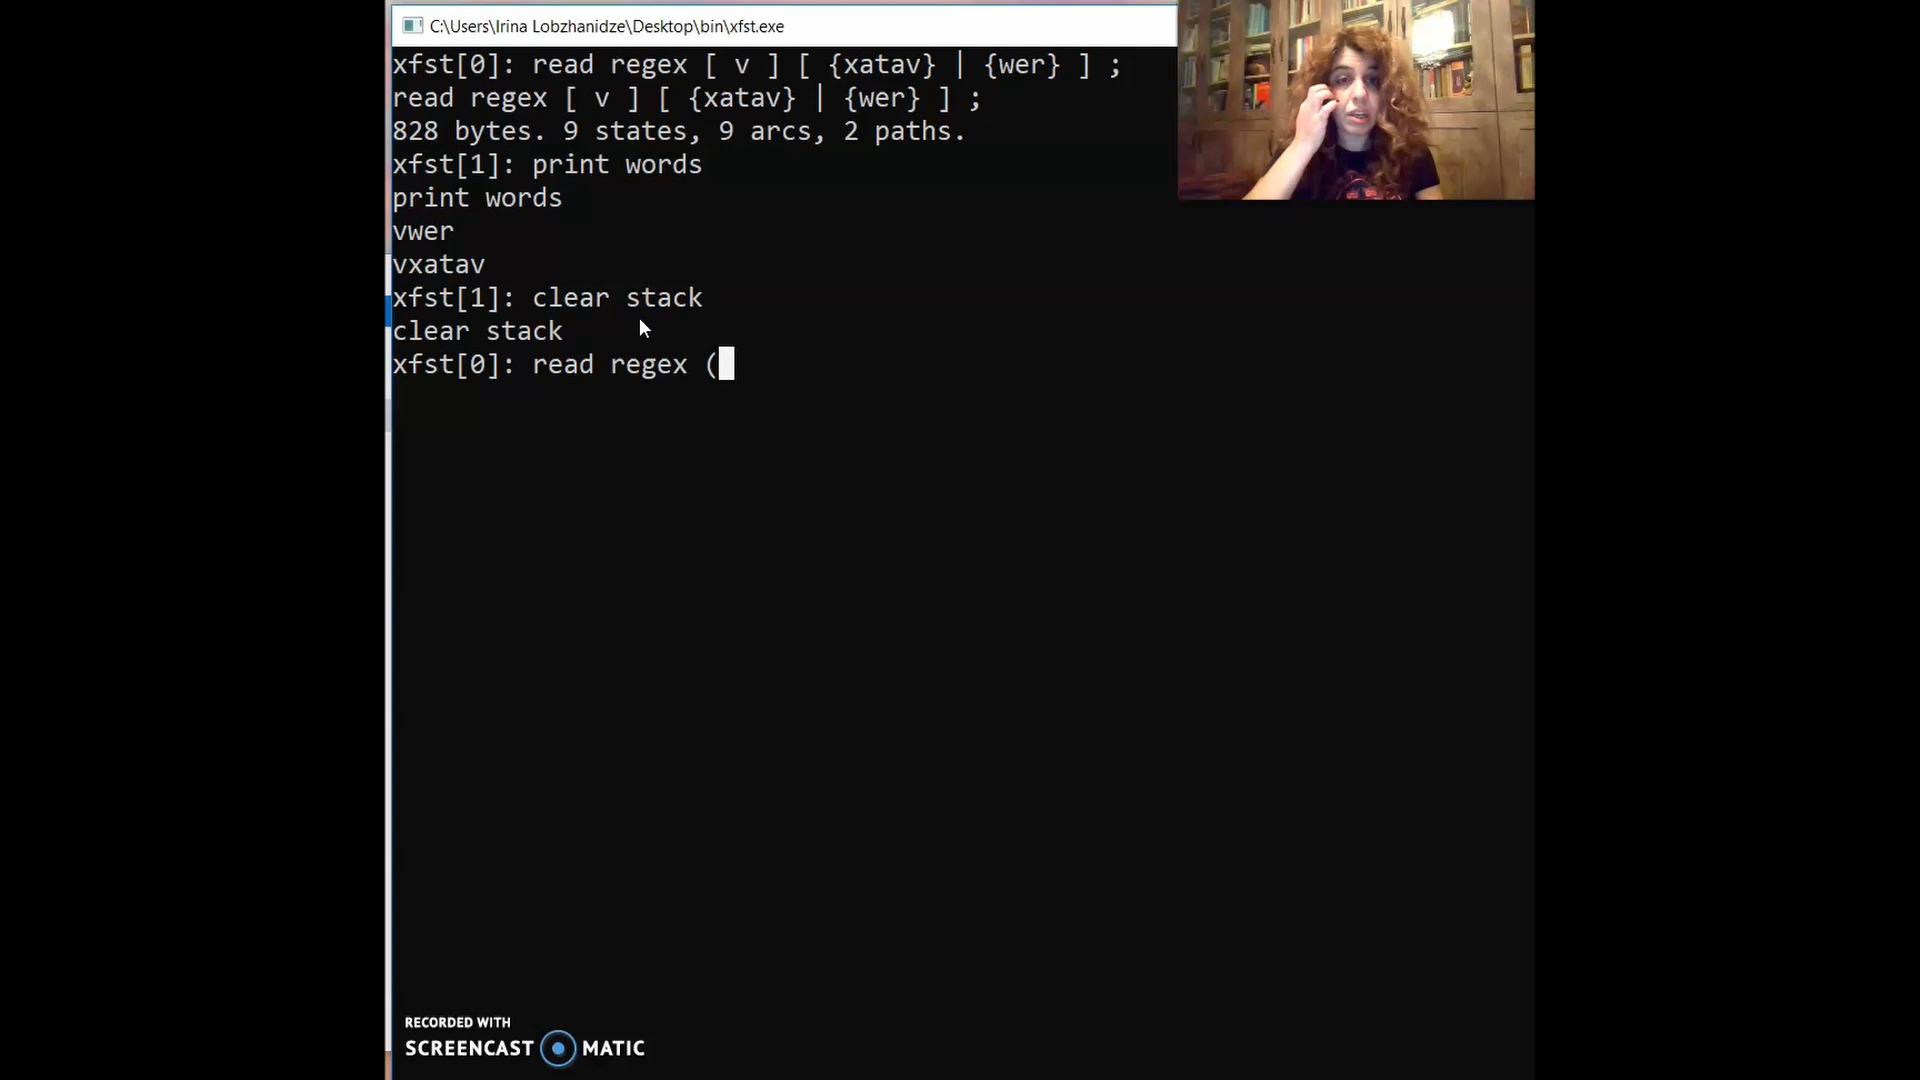 C:\Users\Irina Lobzhanidze\Desktop\bin\xfst.exe
xfst[0]: read regex [ v ] [ {xatav} | {wer} ] ;
read regex [ v ] [ {xatav} | {wer} ] ;
828 bytes. 9 states, 9 arcs, 2 paths.
xfst[1]: print words
print words
vwer
vxatav
xfst[1]: clear stack
clear stack
xfst[0]: read regex (
RECORDED WITH
SCREENCAST MATIC